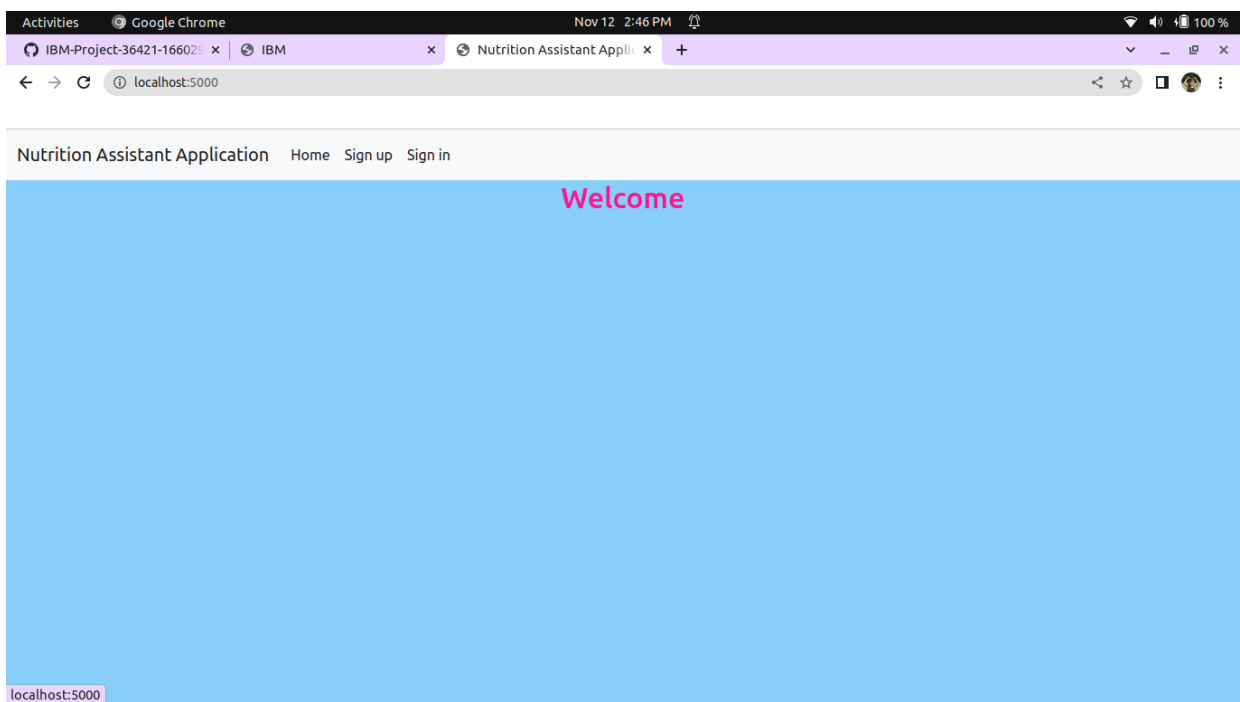 Activities Google Chrome Nov 12 2:46 PM 100 %
IBM-Project-36421-16602 IBM Nutrition Assistant Applic
localhost:5000
Nutrition Assistant Application Home Sign up Sign in
Welcome
localhost:5000